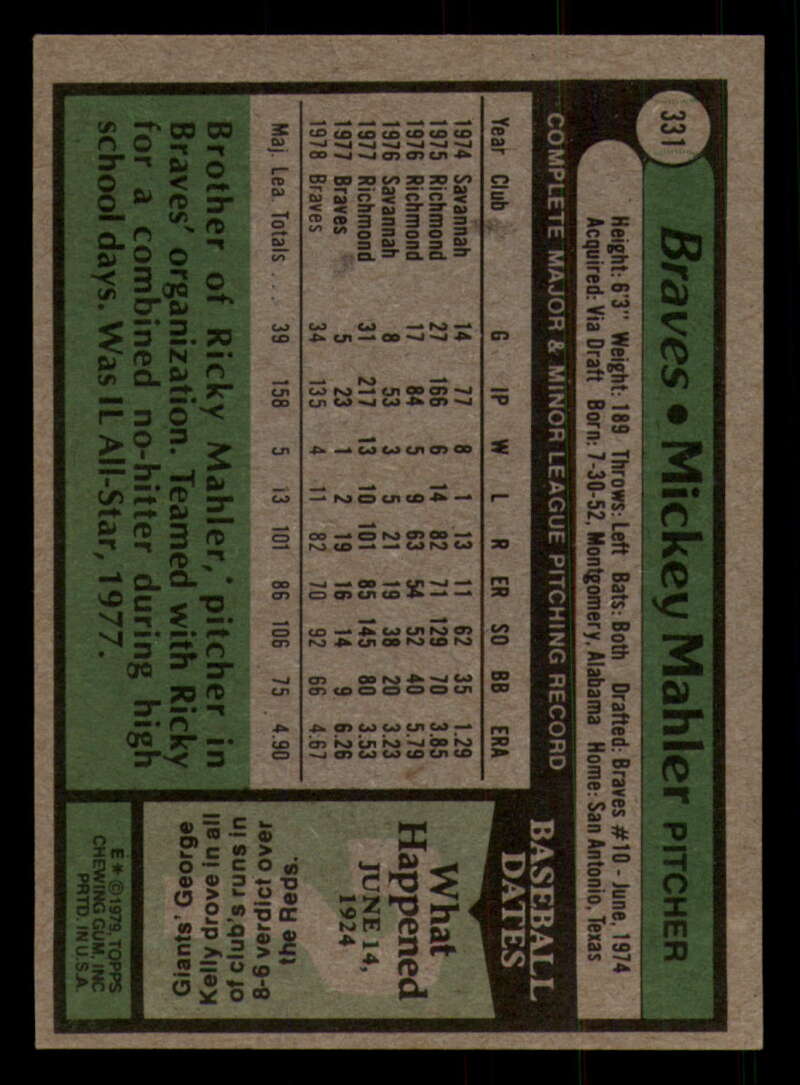 331
Braves • Mickey Mahler PITCHER
Height: 6'3" Weight: 189 Throws: Left Bats: Both Drafted: Braves #10 - June, 1974
Acquired: Via Draft Born: 7-30-52, Montgomery, Alabama Home: San Antonio, Texas
COMPLETE MAJOR & MINOR LEAGUE PITCHING RECORD
Year Club G IP W L R ER SO BB ERA
1974 Savannah 14 77 8 1 13 11 62 35 1.29
1975 Richmond 27 166 6 14 82 71 129 70 3.85
1976 Richmond 17 84 5 9 63 54 52 40 5.79
1976 Savannah 8 53 3 5 21 19 38 20 3.23
1977 Richmond 31 217 13 10 101 85 145 80 3.53
1977 Braves 5 23 1 2 19 16 14 9 6.26
1978 Braves 34 135 4 11 82 70 92 66 4.67
Maj. Lea. Totals . . . 39 158 5 13 101 86 106 75 4.90
Brother of Ricky Mahler, pitcher in
Braves' organization. Teamed with Ricky
for a combined no-hitter during high
school days. Was IL All-Star, 1977.
BASEBALL
DATES
What
Happened
JUNE 14,
1924
Giants' George
Kelly drove in all
of club's runs in
8-6 verdict over
the Reds.
E * © 1979, TOPPS
CHEWING GUM, INC
PRTD. IN U.S.A.